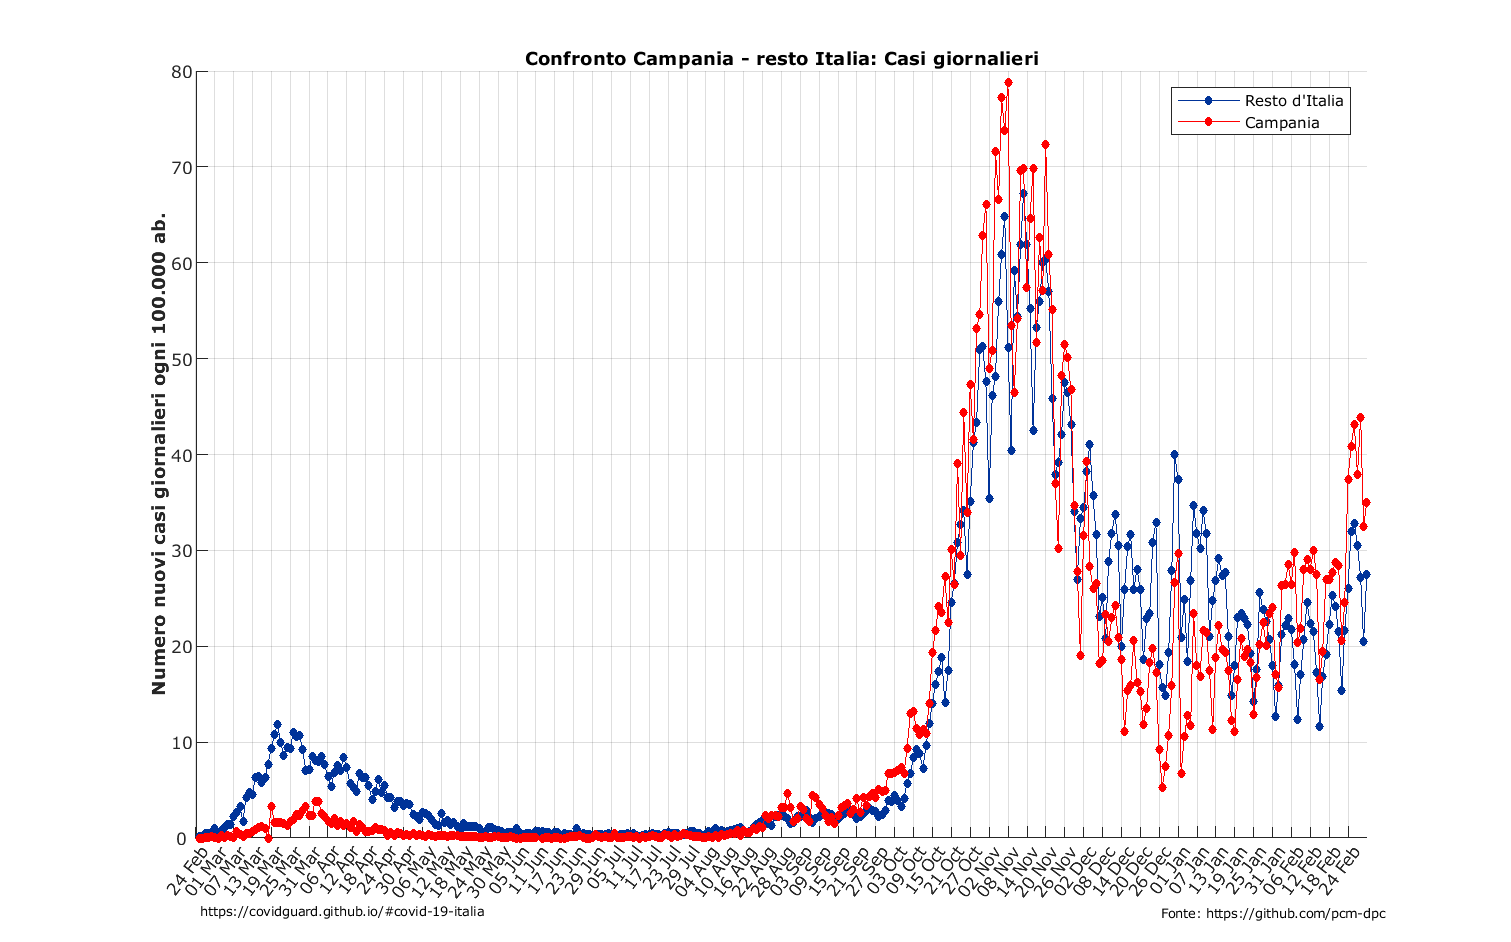 Confronto Campania - resto Italia: Casi giornalieri
Resto d'Italia
Campania
Numero nuovi casi giornalieri ogni 100.000 ab.
80
70
60
50
40
30
20
10
0
24 Feb
01 Mar
07 Mar
13 Mar
19 Mar
25 Mar
31 Mar
06 Apr
12 Apr
18 Apr
24 Apr
30 Apr
06 May
12 May
18 May
24 May
30 May
05 Jun
11 Jun
17 Jun
23 Jun
29 Jun
05 Jul
11 Jul
17 Jul
23 Jul
29 Jul
04 Aug
10 Aug
16 Aug
22 Aug
28 Aug
03 Sep
09 Sep
15 Sep
21 Sep
27 Sep
03 Oct
09 Oct
15 Oct
21 Oct
27 Oct
02 Nov
08 Nov
14 Nov
20 Nov
26 Nov
02 Dec
08 Dec
14 Dec
20 Dec
26 Dec
01 Jan
07 Jan
13 Jan
19 Jan
25 Jan
31 Jan
06 Feb
12 Feb
18 Feb
24 Feb
https://covidguard.github.io/#covid-19-italia
Fonte: https://github.com/pcm-dpc